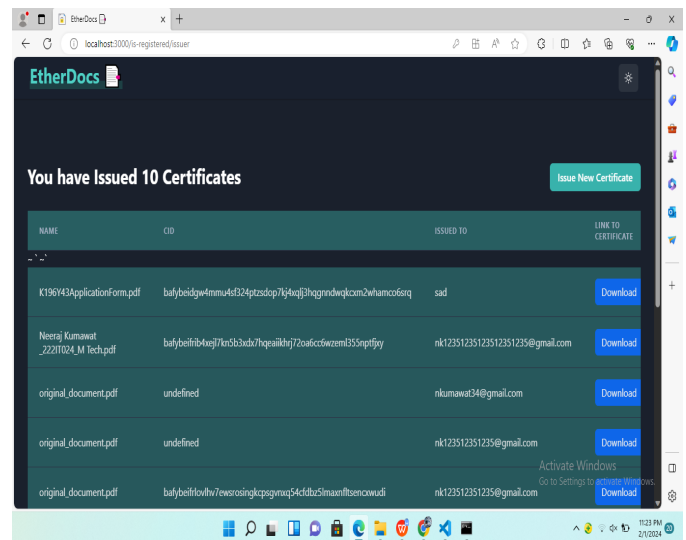 EtherDocs
localhost:3000/is-registered/issuer
EtherDocs
You have Issued 10 Certificates
Issue New Certificate
NAME CID ISSUED TO LINK TO
CERTIFICATE
K196Y43ApplicationForm.pdf bafybeidgw4mmu4sf324ptzsdop7kj4xqlj3hqgnndwqkcxm2whamco6srq sad Download
Neeraj Kumawat
_222IT024_M Tech.pdf bafybeifrib4xejl7kn5b3xdx7hqeaiikhrj72oa6cc6wzeml355nptfjxy nk1235123512351235123S@gmail.com Download
original_document.pdf undefined nkumawat34@gmail.com Download
original_document.pdf undefined nk123512351235@gmail.com Download
Activate Windows
Go to Settings to activate Windows.
original_document.pdf bafybeifrlovlhv7ewsrosingkcpsgvnxq54cfdbz5lmaxnfltsencxwudi nk123512351235@gmail.com Download
11:23 PM
2/1/2024
20